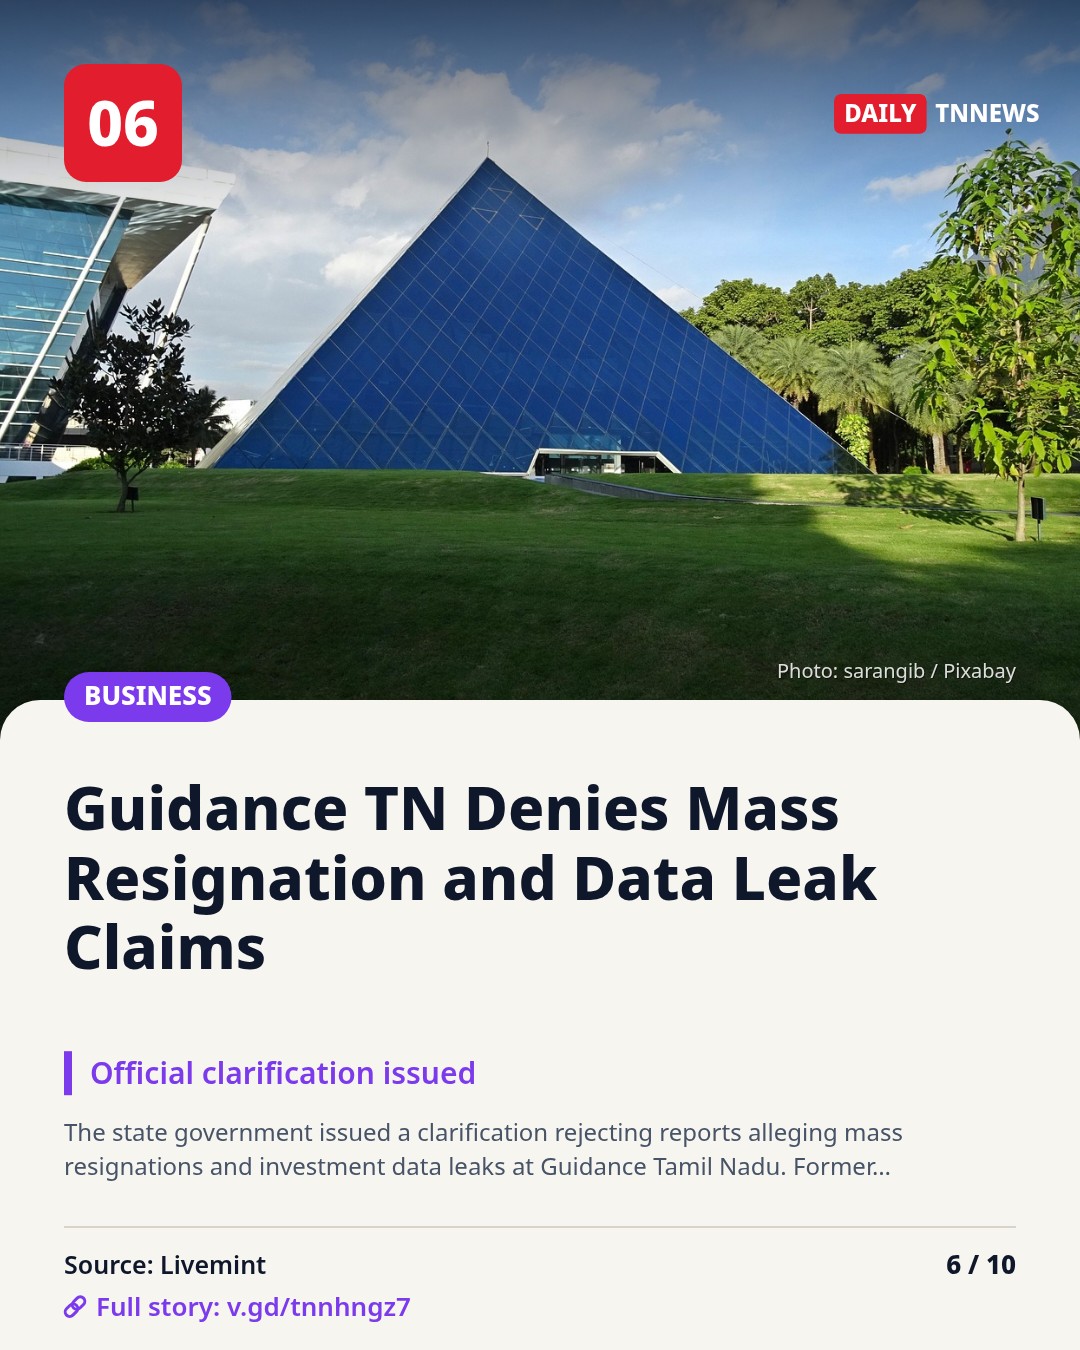 06
DAILY TNNEWS
Photo: sarangib / Pixabay
BUSINESS
Guidance TN Denies Mass
Resignation and Data Leak
Claims
Official clarification issued
The state government issued a clarification rejecting reports alleging mass
resignations and investment data leaks at Guidance Tamil Nadu. Former...
Source: Livemint
6 / 10
Full story: v.gd/tnnhngz7